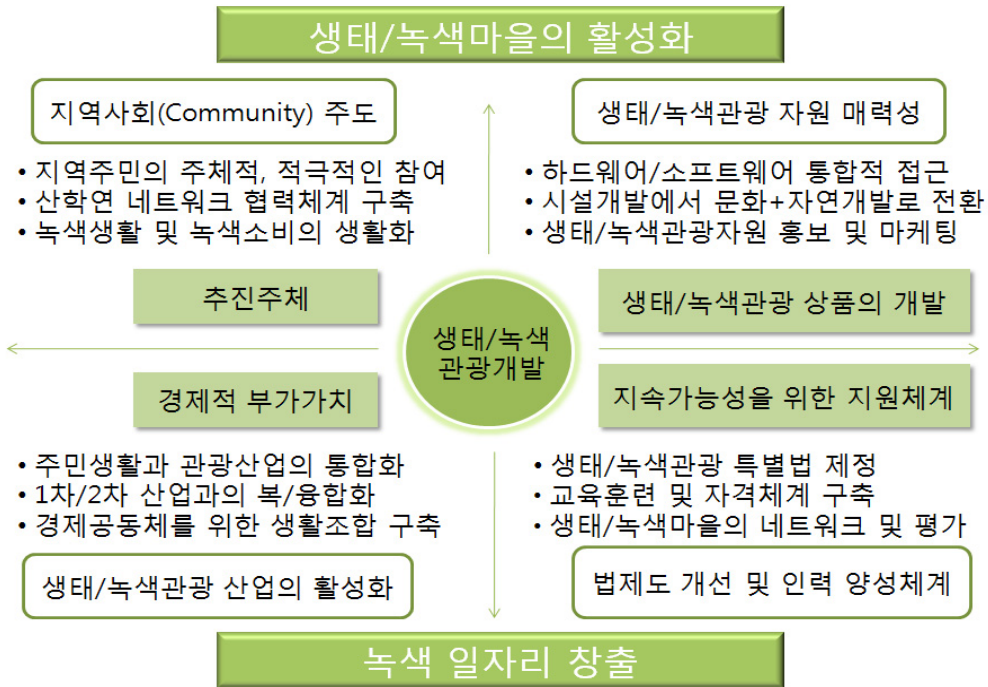 생태/녹색마을의 활성화
지역사회(Community) 주도
• 지역주민의 주체적, 적극적인 참여
• 산학연 네트워크 협력체계 구축
• 녹색생활 및 녹색소비의 생활화
추진주체
생태/녹색관광 자원 매력성
• 하드웨어/소프트웨어 통합적 접근
• 시설개발에서 문화+자연개발로 전환
• 생태/녹색관광자원 홍보 및 마케팅
생태/녹색관광 상품의 개발
생태/녹색
관광개발
경제적 부가가치
• 주민생활과 관광산업의 통합화
• 1차/2차 산업과의 복/융합화
• 경제공동체를 위한 생활조합 구축
생태/녹색관광 산업의 활성화
지속가능성을 위한 지원체계
• 생태/녹색관광 특별법 제정
• 교육훈련 및 자격체계 구축
• 생태/녹색마을의 네트워크 및 평가
법제도 개선 및 인력 양성체계
녹색 일자리 창출